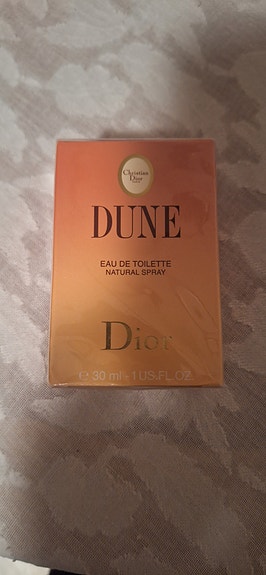 Christian
Dior
DUNE
EAU DE TOILETTE
NATURAL SPRAY
Dior
℮ 30 ml - 1 US.FL.OZ.